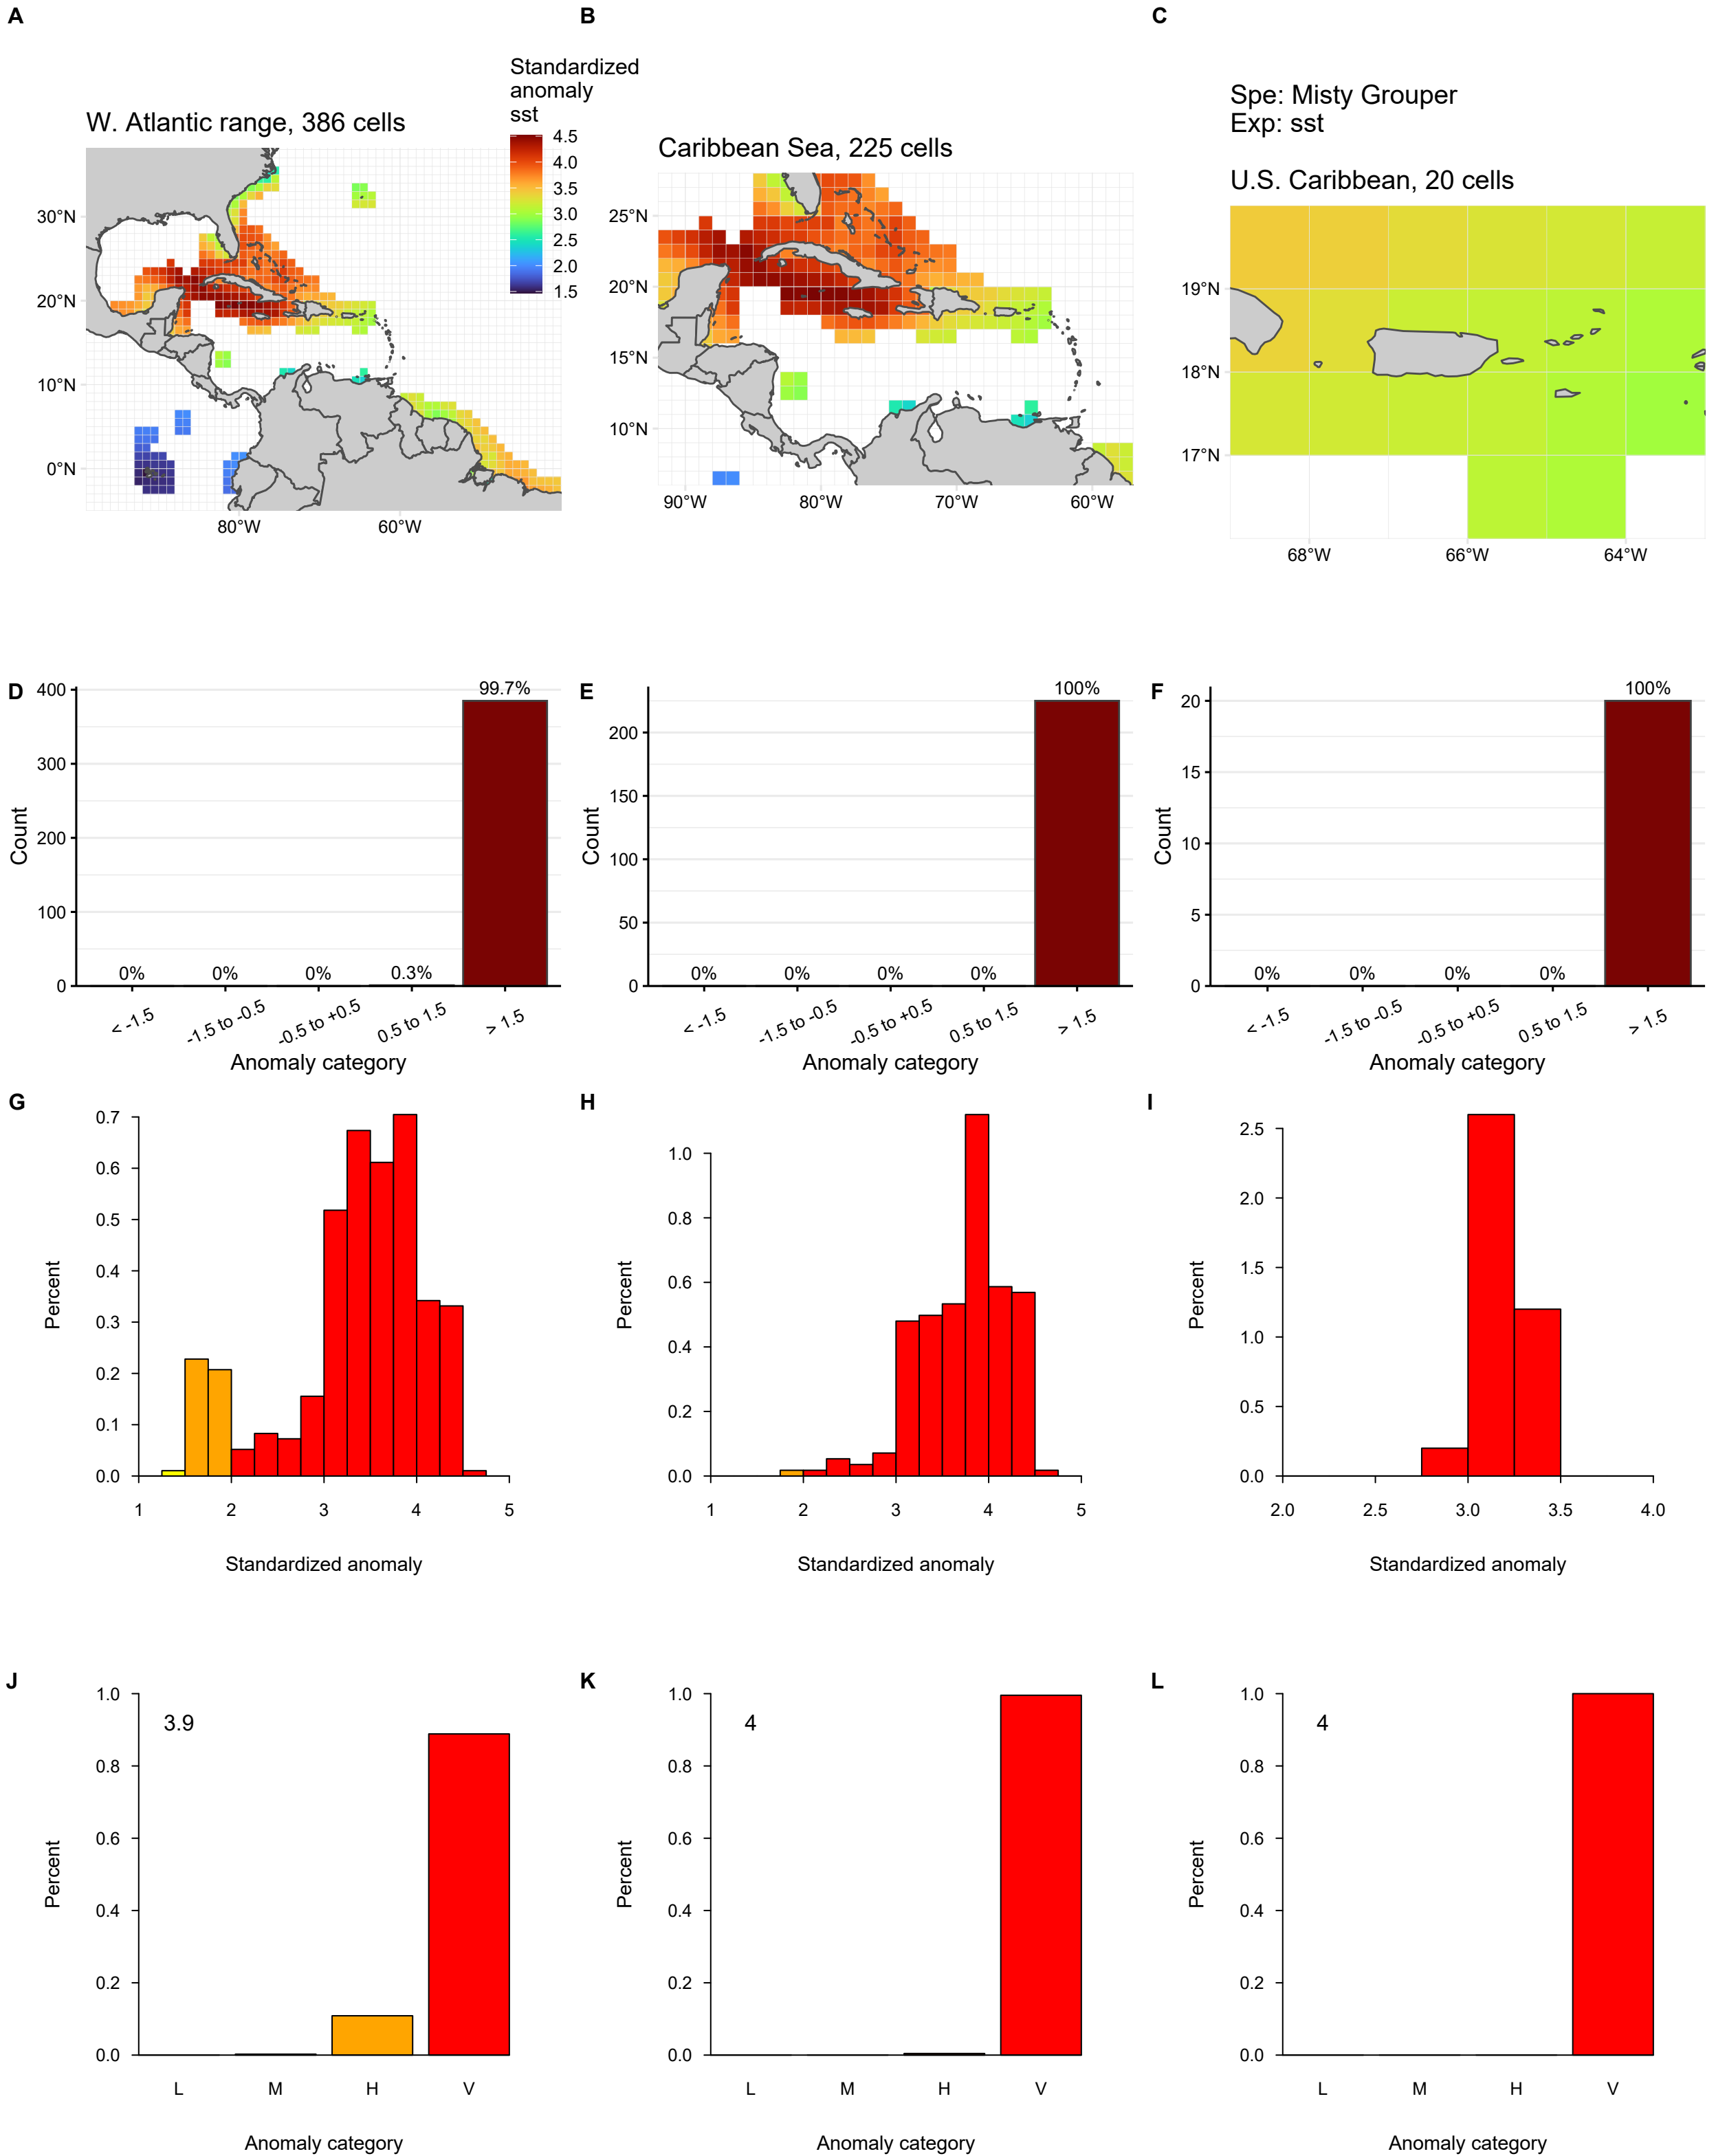 A
B
C
Standardized
anomaly
sst
4.5
4.0
3.5
3.0
2.5
2.0
1.5
W. Atlantic range, 386 cells
30°N
20°N
10°N
0°N
80°W
60°W
Caribbean Sea, 225 cells
25°N
20°N
15°N
10°N
90°W
80°W
70°W
60°W
Spe: Misty Grouper
Exp: sst
U.S. Caribbean, 20 cells
19°N
18°N
17°N
68°W
66°W
64°W
D
400
300
200
100
0
Count
0%
0%
0%
0.3%
99.7%
< -1.5
-1.5 to -0.5
-0.5 to +0.5
0.5 to 1.5
> 1.5
Anomaly category
E
200
150
100
50
0
Count
0%
0%
0%
0%
100%
< -1.5
-1.5 to -0.5
-0.5 to +0.5
0.5 to 1.5
> 1.5
Anomaly category
F
20
15
10
5
0
Count
0%
0%
0%
0%
100%
< -1.5
-1.5 to -0.5
-0.5 to +0.5
0.5 to 1.5
> 1.5
Anomaly category
G
0.7
0.6
0.5
0.4
0.3
0.2
0.1
0.0
Percent
1
2
3
4
5
Standardized anomaly
H
1.0
0.8
0.6
0.4
0.2
0.0
Percent
1
2
3
4
5
Standardized anomaly
I
2.5
2.0
1.5
1.0
0.5
0.0
Percent
2.0
2.5
3.0
3.5
4.0
Standardized anomaly
J
1.0
0.8
0.6
0.4
0.2
0.0
Percent
3.9
L
M
H
V
Anomaly category
K
1.0
0.8
0.6
0.4
0.2
0.0
Percent
4
L
M
H
V
Anomaly category
L
1.0
0.8
0.6
0.4
0.2
0.0
Percent
4
L
M
H
V
Anomaly category